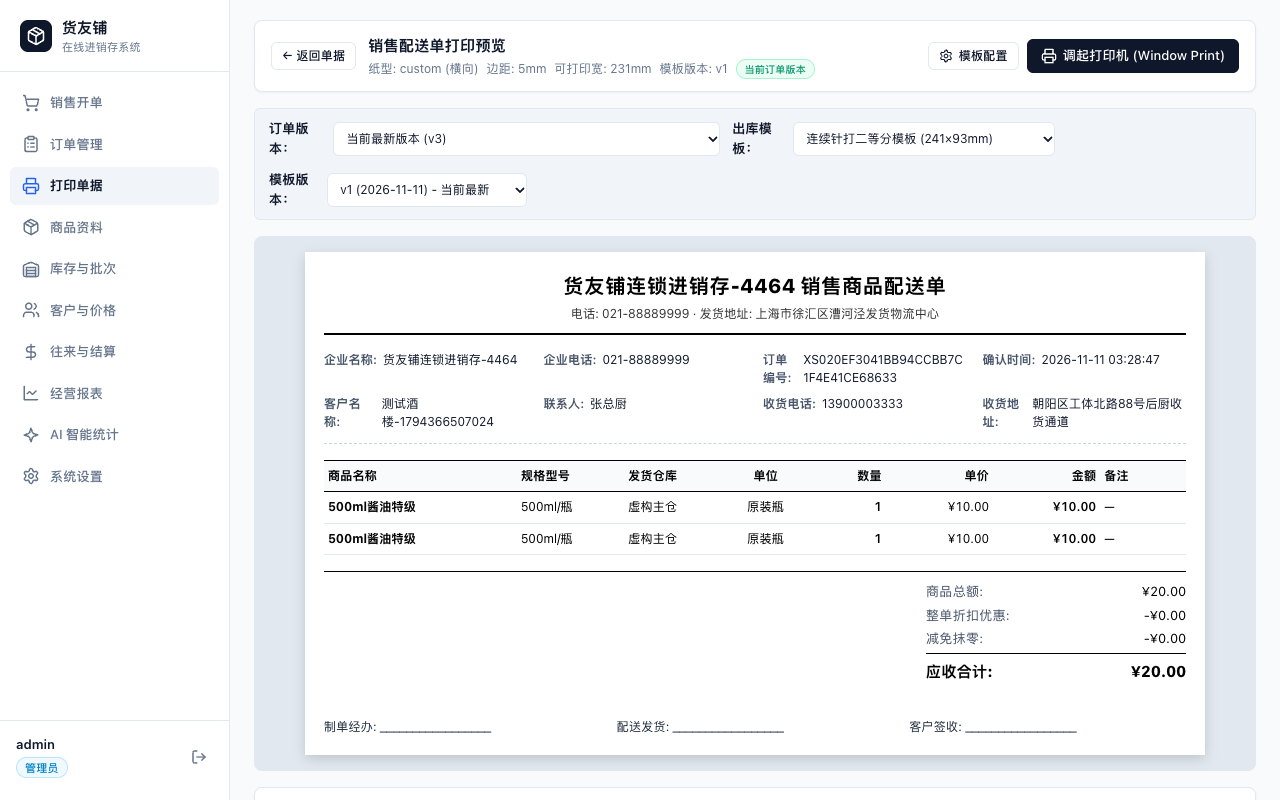 货友铺
在线进销存系统
销售开单
订单管理
打印单据
商品资料
库存与批次
客户与价格
往来与结算
经营报表
AI 智能统计
系统设置
admin
管理员
← 返回单据
销售配送单打印预览
纸型: custom (横向) 边距: 5mm 可打印宽: 231mm 模板版本: v1 当前订单版本
模板配置
调起打印机 (Window Print)
订单版本:
当前最新版本 (v3)
出库模板:
连续针打二等分模板 (241×93mm)
模板版本:
v1 (2026-11-11) - 当前最新
货友铺连锁进销存-4464 销售商品配送单
电话: 021-88889999 · 发货地址: 上海市徐汇区漕河泾发货物流中心
企业名称: 货友铺连锁进销存-4464 企业电话: 021-88889999 订单编号: XS020EF3041BB94CCBB7C1F4E41CE68633 确认时间: 2026-11-11 03:28:47
客户名称: 测试酒楼-1794366507024 联系人: 张总厨 收货电话: 13900003333 收货地址: 朝阳区工体北路88号后厨收货通道
商品名称 规格型号 发货仓库 单位 数量 单价 金额 备注
500ml酱油特级 500ml/瓶 虚构主仓 原装瓶 1 ¥10.00 ¥10.00 —
500ml酱油特级 500ml/瓶 虚构主仓 原装瓶 1 ¥10.00 ¥10.00 —
商品总额: ¥20.00
整单折扣优惠: -¥0.00
减免抹零: -¥0.00
应收合计: ¥20.00
制单经办: ________________ 配送发货: ________________ 客户签收: ________________